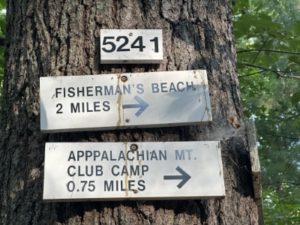 5241
FISHERMAN'S BEACH
2 MILES →
APPPALACHIAN MT.
CLUB CAMP
0.75 MILES →